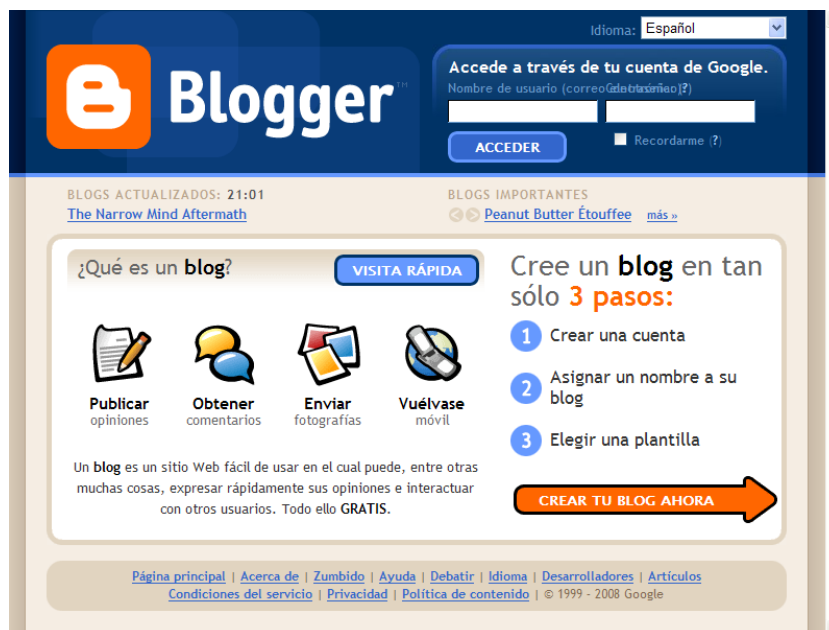 Idioma: Español
Blogger™
Accede a través de tu cuenta de Google.
Nombre de usuario (correo
ACCEDER
Recordarme (?)
BLOGS ACTUALIZADOS: 21:01
The Narrow Mind Aftermath
BLOGS IMPORTANTES
Peanut Butter Étouffee más »
¿Qué es un blog?
VISITA RÁPIDA
Publicar
opiniones
Obtener
comentarios
Enviar
fotografías
Vuélvase
móvil
Un blog es un sitio Web fácil de usar en el cual puede, entre otras
muchas cosas, expresar rápidamente sus opiniones e interactuar
con otros usuarios. Todo ello GRATIS.
Cree un blog en tan
sólo 3 pasos:
1 Crear una cuenta
2 Asignar un nombre a su
blog
3 Elegir una plantilla
CREAR TU BLOG AHORA
Página principal | Acerca de | Zumbido | Ayuda | Debatir | Idioma | Desarrolladores | Artículos
Condiciones del servicio | Privacidad | Política de contenido | © 1999 - 2008 Google